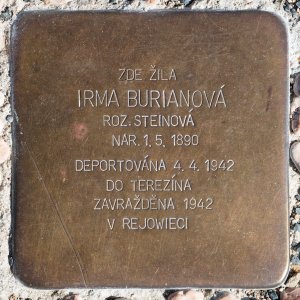 ZDE ŽILA
IRMA BURIANOVÁ
ROZ. STEINOVÁ
NAR. 1. 5. 1890
DEPORTOVÁNA 4. 4. 1942
DO TEREZÍNA
ZAVRAŽDĚNA 1942
V REJOWIECI